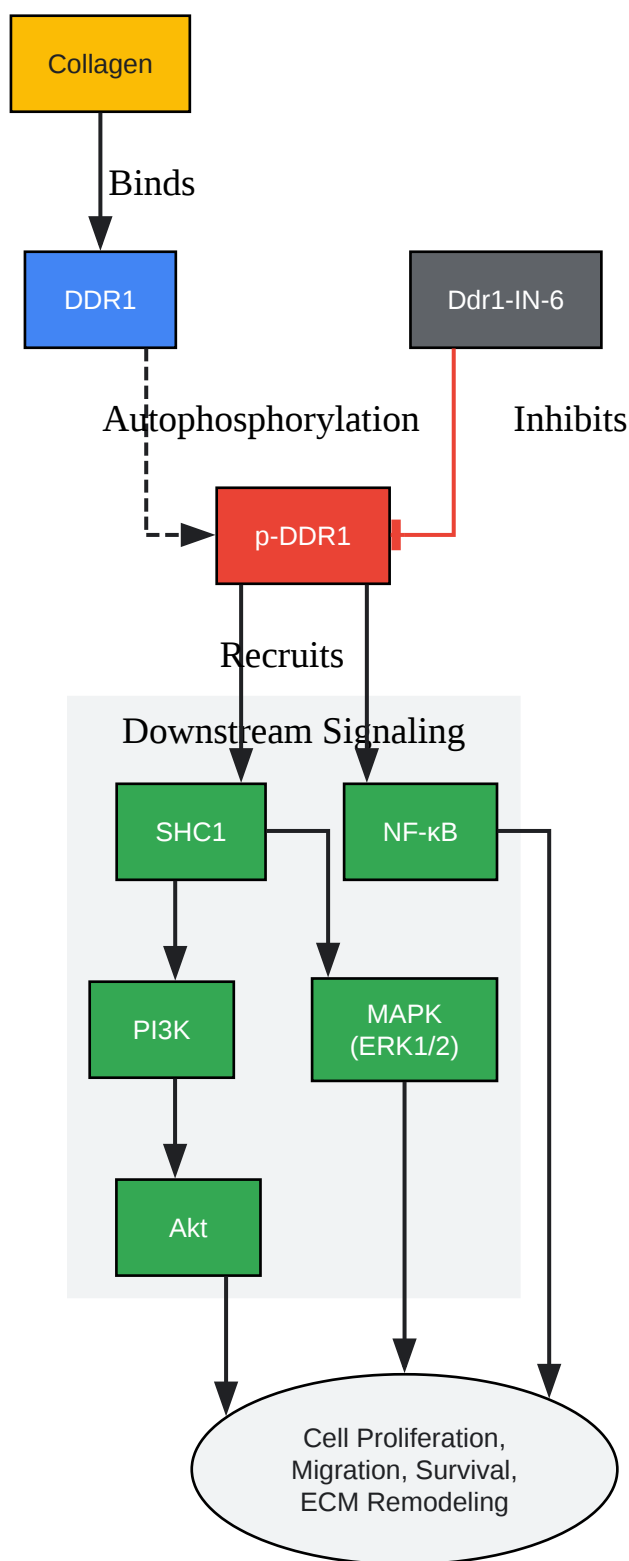 Collagen
Binds
DDR1
Ddr1-IN-6
Autophosphorylation
Inhibits
p-DDR1
Recruits
Downstream Signaling
SHC1
NF-κB
PI3K
MAPK
(ERK1/2)
Akt
Cell Proliferation,
Migration, Survival,
ECM Remodeling